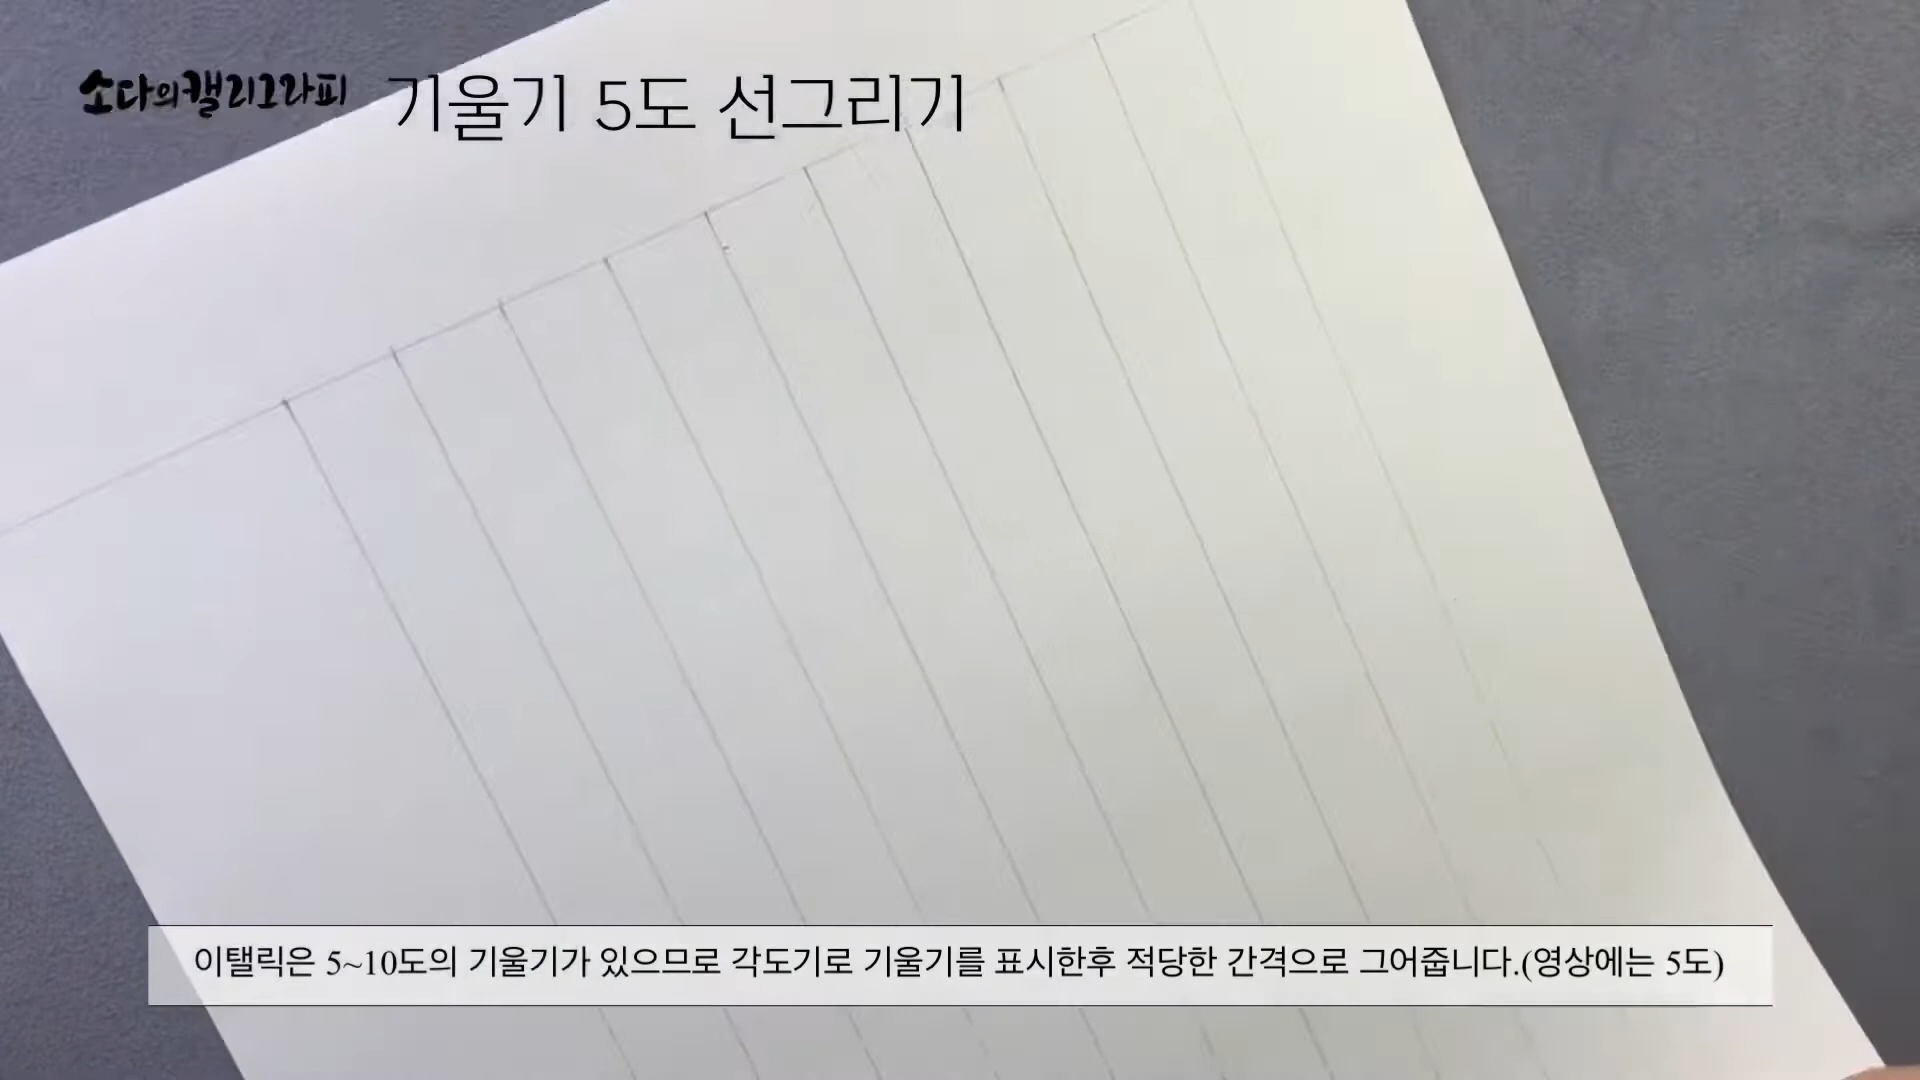 소다의캘리그라피
기울기 5도 선그리기
이탤릭은 5~10도의 기울기가 있으므로 각도기로 기울기를 표시한후 적당한 간격으로 그어줍니다.(영상에는 5도)